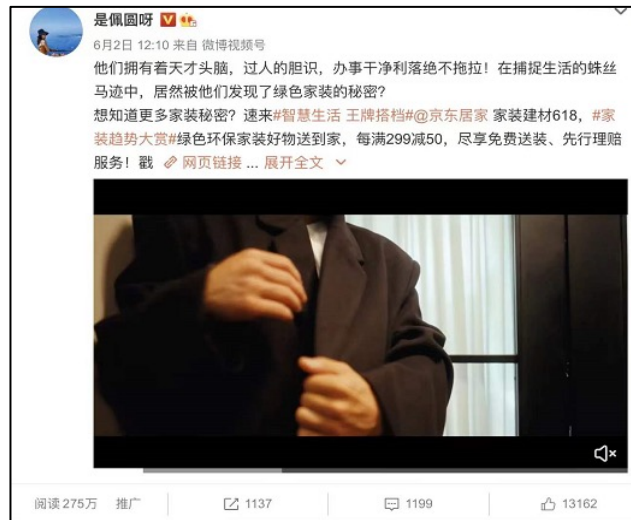 是佩圆呀
6月2日 12:10 来自 微博视频号
他们拥有着天才头脑，过人的胆识，办事干净利落绝不拖拉！在捕捉生活的蛛丝
马迹中，居然被他们发现了绿色家装的秘密？
想知道更多家装秘密？速来#智慧生活 王牌搭档#@京东居家 家装建材618，#家
装趋势大赏#绿色环保家装好物送到家，每满299减50，尽享免费送装、先行理赔
服务！戳 网页链接 ... 展开全文
阅读 275万 推广 1137 1199 13162